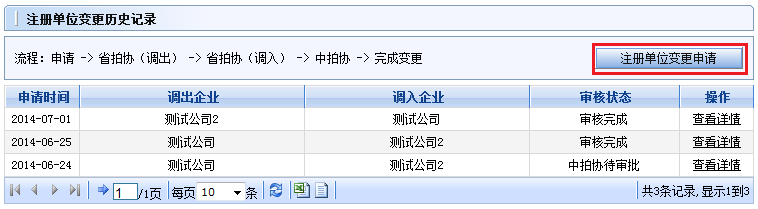 注册单位变更历史记录
流程：申请 -> 省拍协（调出） -> 省拍协（调入） -> 中拍协 -> 完成变更 注册单位变更申请
申请时间 调出企业 调入企业 审核状态 操作
2014-07-01 测试公司2 测试公司 审核完成 查看详情
2014-06-25 测试公司 测试公司2 审核完成 查看详情
2014-06-24 测试公司 测试公司2 中拍协待审批 查看详情
1 /1页 每页 10 条 共3条记录,显示1到3